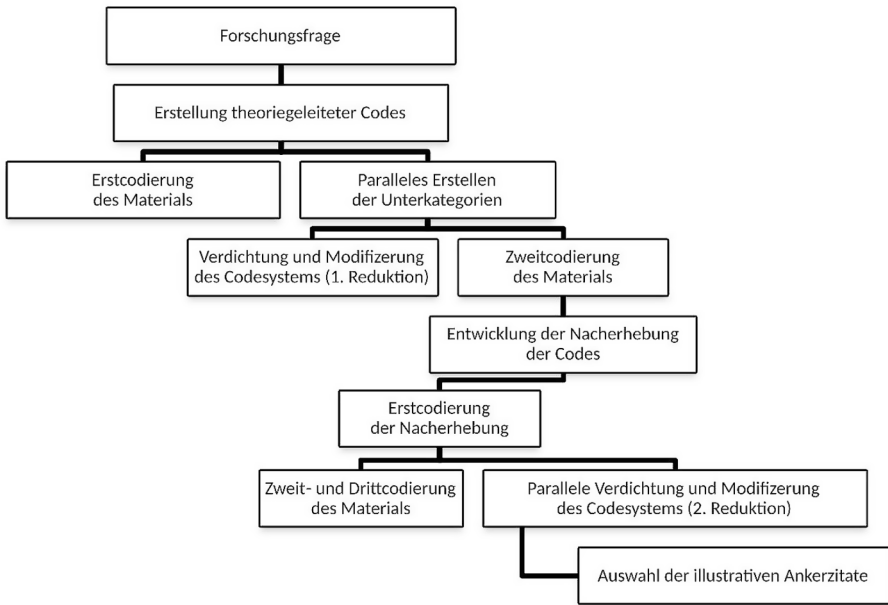 Forschungsfrage
Erstellung theoriegeleiteter Codes
Erstcodierung
des Materials
Paralleles Erstellen
der Unterkategorien
Verdichtung und Modifizerung
des Codesystems (1. Reduktion)
Zweitcodierung
des Materials
Entwicklung der Nacherhebung
der Codes
Erstcodierung
der Nacherhebung
Zweit- und Drittcodierung
des Materials
Parallele Verdichtung und Modifizerung
des Codesystems (2. Reduktion)
Auswahl der illustrativen Ankerzitate